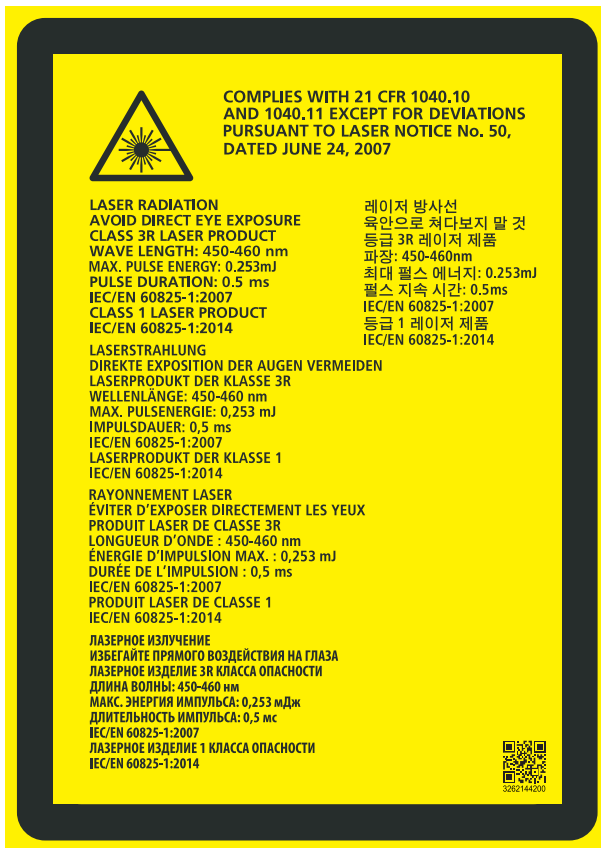 COMPLIES WITH 21 CFR 1040.10
AND 1040.11 EXCEPT FOR DEVIATIONS
PURSUANT TO LASER NOTICE No. 50,
DATED JUNE 24, 2007
LASER RADIATION
AVOID DIRECT EYE EXPOSURE
CLASS 3R LASER PRODUCT
WAVE LENGTH: 450-460 nm
MAX. PULSE ENERGY: 0.253mJ
PULSE DURATION: 0.5 ms
IEC/EN 60825-1:2007
CLASS 1 LASER PRODUCT
IEC/EN 60825-1:2014
레이저 방사선
육안으로 쳐다보지 말 것
등급 3R 레이저 제품
파장: 450-460nm
최대 펄스 에너지: 0.253mJ
펄스 지속 시간: 0.5ms
IEC/EN 60825-1:2007
등급 1 레이저 제품
IEC/EN 60825-1:2014
LASERSTRAHLUNG
DIREKTE EXPOSITION DER AUGEN VERMEIDEN
LASERPRODUKT DER KLASSE 3R
WELLENLÄNGE: 450-460 nm
MAX. PULSENERGIE: 0,253 mJ
IMPULSDAUER: 0,5 ms
IEC/EN 60825-1:2007
LASERPRODUKT DER KLASSE 1
IEC/EN 60825-1:2014
RAYONNEMENT LASER
ÉVITER D'EXPOSER DIRECTEMENT LES YEUX
PRODUIT LASER DE CLASSE 3R
LONGUEUR D'ONDE : 450-460 nm
ÉNERGIE D'IMPULSION MAX. : 0,253 mJ
DURÉE DE L'IMPULSION : 0,5 ms
IEC/EN 60825-1:2007
PRODUIT LASER DE CLASSE 1
IEC/EN 60825-1:2014
ЛАЗЕРНОЕ ИЗЛУЧЕНИЕ
ИЗБЕГАЙТЕ ПРЯМОГО ВОЗДЕЙСТВИЯ НА ГЛАЗА
ЛАЗЕРНОЕ ИЗДЕЛИЕ 3R КЛАССА ОПАСНОСТИ
ДЛИНА ВОЛНЫ: 450-460 нм
МАКС. ЭНЕРГИЯ ИМПУЛЬСА: 0,253 мДж
ДЛИТЕЛЬНОСТЬ ИМПУЛЬСА: 0,5 мс
IEC/EN 60825-1:2007
ЛАЗЕРНОЕ ИЗДЕЛИЕ 1 КЛАССА ОПАСНОСТИ
IEC/EN 60825-1:2014
3262144200